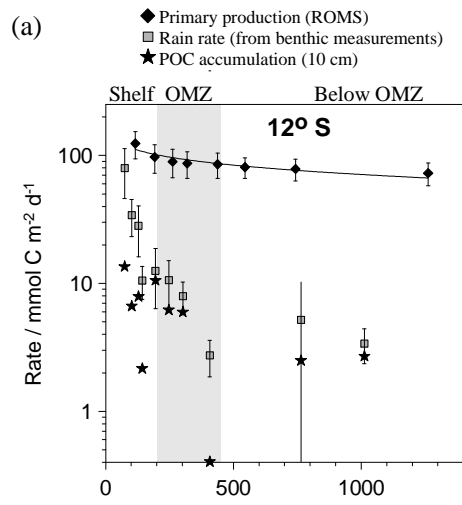 (a)
Primary production (ROMS)
Rain rate (from benthic measurements)
POC accumulation (10 cm)
Shelf OMZ Below OMZ
12º S
Rate / mmol C m-2 d-1
100
10
1
0 500 1000